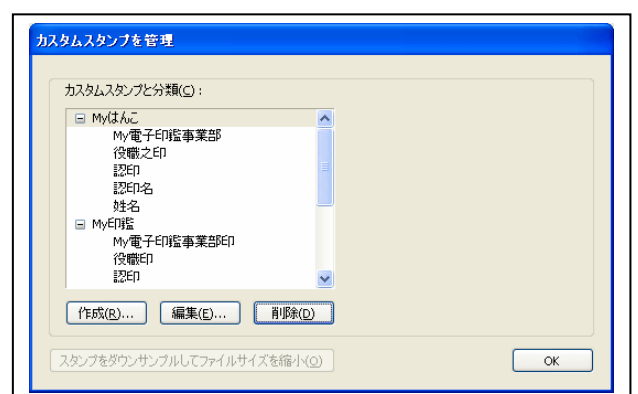 カスタムスタンプを管理
カスタムスタンプと分類(C):
Myはんこ
My電子印鑑事業部
役職之印
認印
認印名
姓名
My印鑑
My電子印鑑事業部印
役職印
認印
作成(R)... 編集(E)... 削除(D)
スタンプをダウンサンプルしてファイルサイズを縮小(O) OK